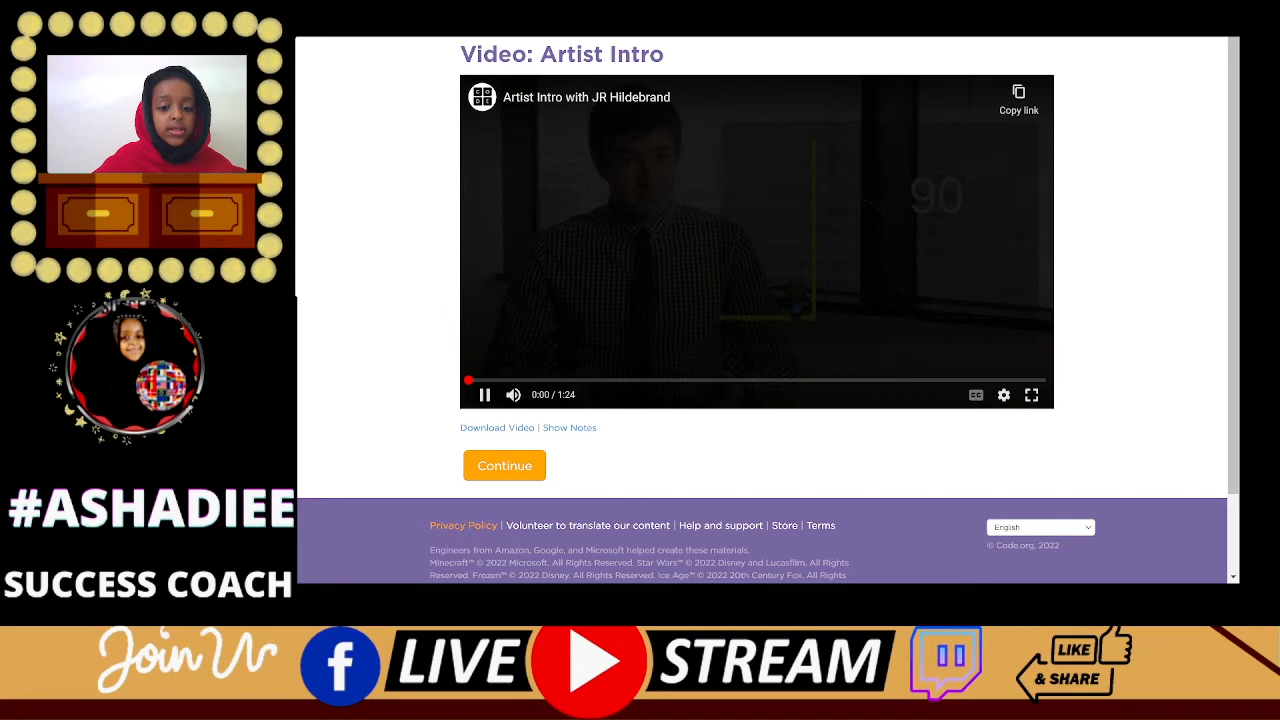 Video: Artist Intro
CODE
Artist Intro with JR Hildebrand
Copy link
90°
0:00 / 1:24
CC
Download Video | Show Notes
Continue
Privacy Policy | Volunteer to translate our content | Help and support | Store | Terms
English
© Code.org, 2022
Engineers from Amazon, Google, and Microsoft helped create these materials.
Minecraft™ © 2022 Microsoft. All Rights Reserved. Star Wars™ © 2022 Disney and Lucasfilm. All Rights
Reserved. Frozen™ © 2022 Disney. All Rights Reserved. Ice Age™ © 2022 20th Century Fox. All Rights
#ASHADIEE
SUCCESS COACH
Join Us
f LIVE STREAM
LIKE
& SHARE